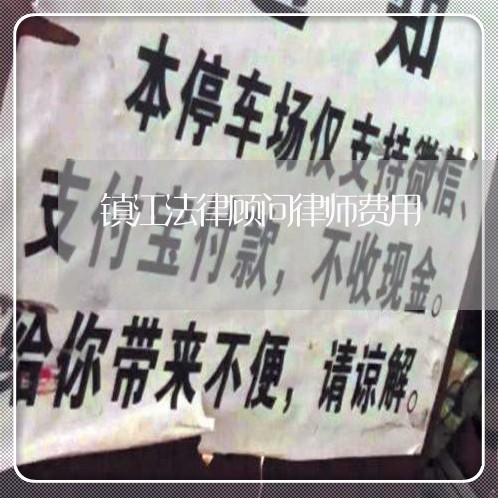 通知
本停车场仅支持微信、
镇江法律顾问律师费用
支付宝付款，不收现金。
给你带来不便，请谅解。